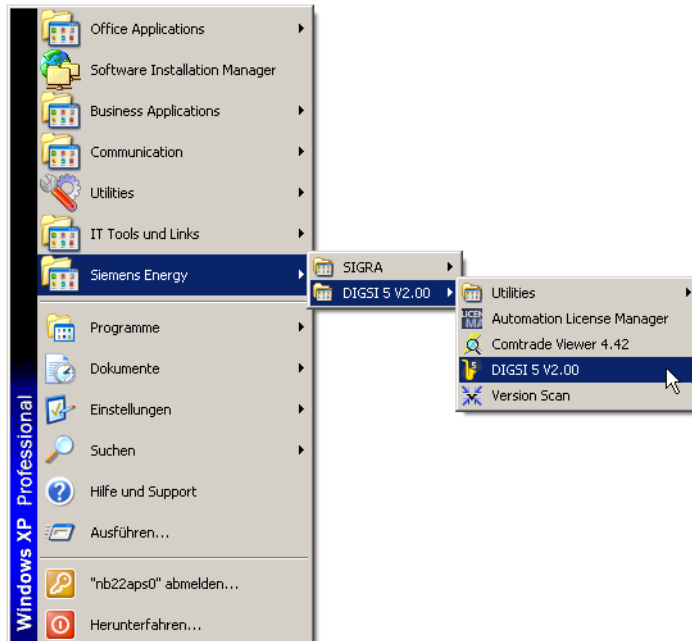 Office Applications
Software Installation Manager
Business Applications
Communication
Utilities
IT Tools und Links
Siemens Energy
SIGRA
DIGSI 5 V2.00
Utilities
Automation License Manager
Comtrade Viewer 4.42
DIGSI 5 V2.00
Version Scan
Programme
Dokumente
Einstellungen
Suchen
Hilfe und Support
Ausführen...
"nb22aps0" abmelden...
Herunterfahren...
Windows XP Professional